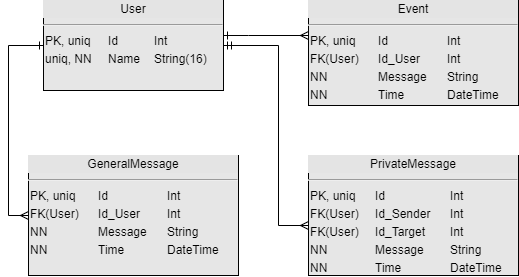 User
PK, uniq Id Int
uniq, NN Name String(16)
Event
PK, uniq Id Int
FK(User) Id_User Int
NN Message String
NN Time DateTime
GeneralMessage
PK, uniq Id Int
FK(User) Id_User Int
NN Message String
NN Time DateTime
PrivateMessage
PK, uniq Id Int
FK(User) Id_Sender Int
FK(User) Id_Target Int
NN Message String
NN Time DateTime